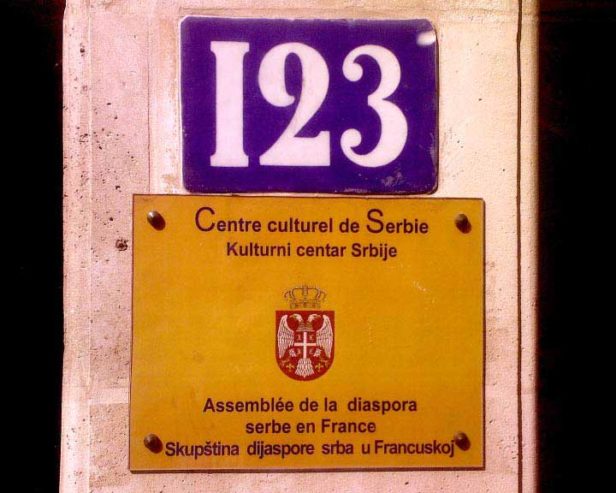 123
Centre culturel de Serbie
Kulturni centar Srbije
Assemblée de la diaspora
serbe en France
Skupština dijaspore srba u Francuskoj